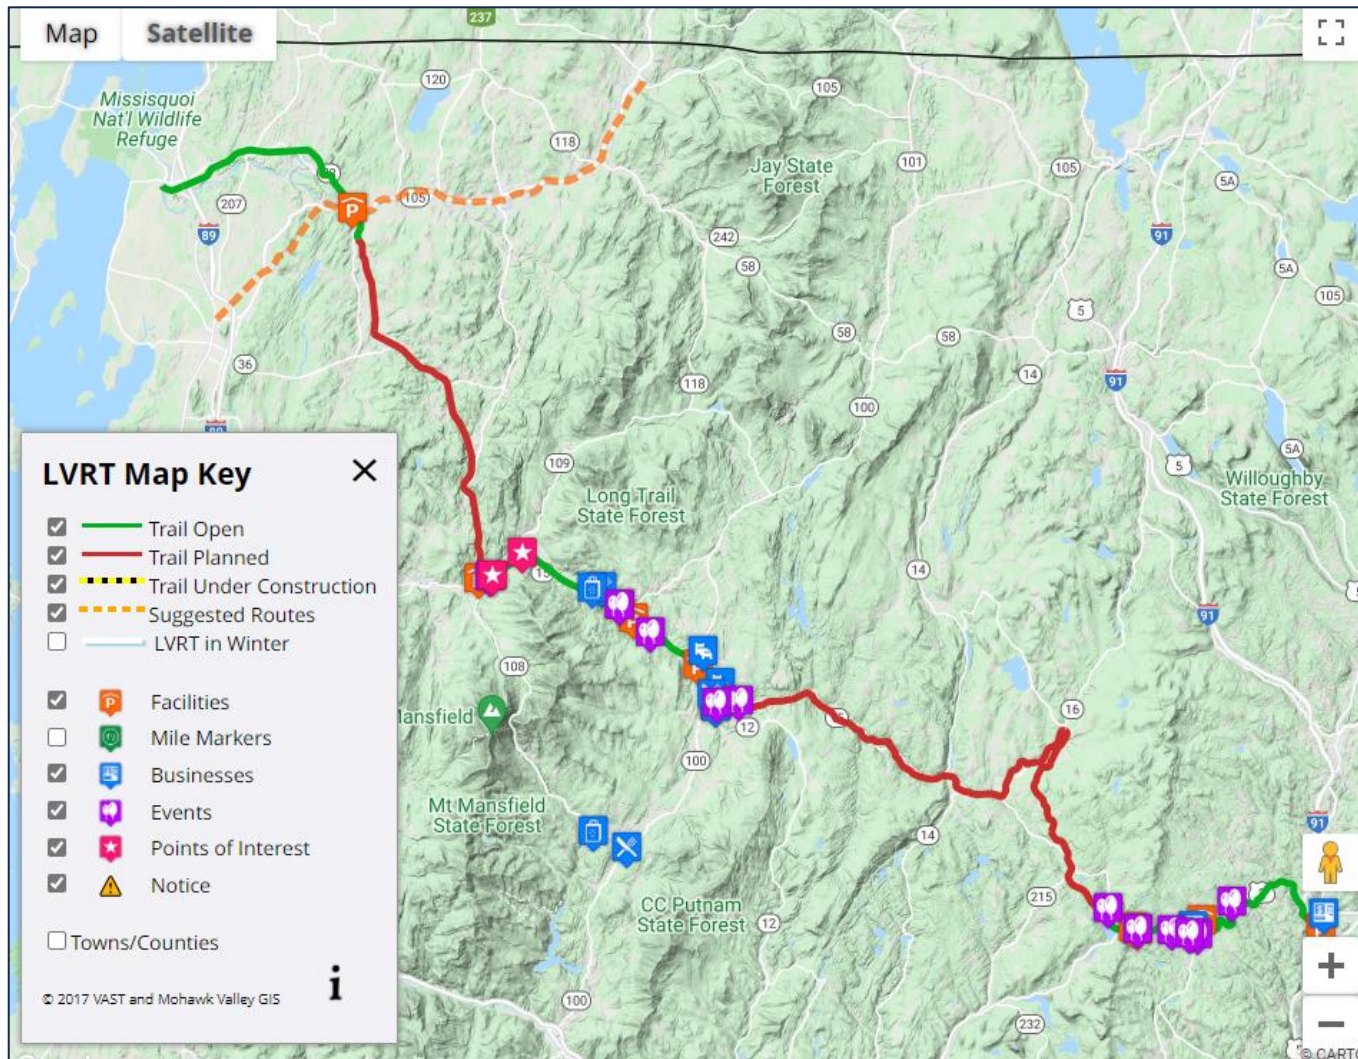 Map
Satellite
237
Missisquoi
Nat'l Wildlife
Refuge
120
105
118
101
105
Jay State
Forest
5A
207
105
89
91
242
58
5A
105
5
58
58
36
14
91
118
100
109
5A
5
Willoughby
State Forest
Long Trail
State Forest
LVRT Map Key
Trail Open
Trail Planned
Trail Under Construction
Suggested Routes
LVRT in Winter
Facilities
Mile Markers
Businesses
Events
Points of Interest
Notice
Towns/Counties
© 2017 VAST and Mohawk Valley GIS
i
15
14
91
108
Mansfield
16
12
100
Mt Mansfield
State Forest
91
14
215
CC Putnam
State Forest
12
100
232
© CARTO